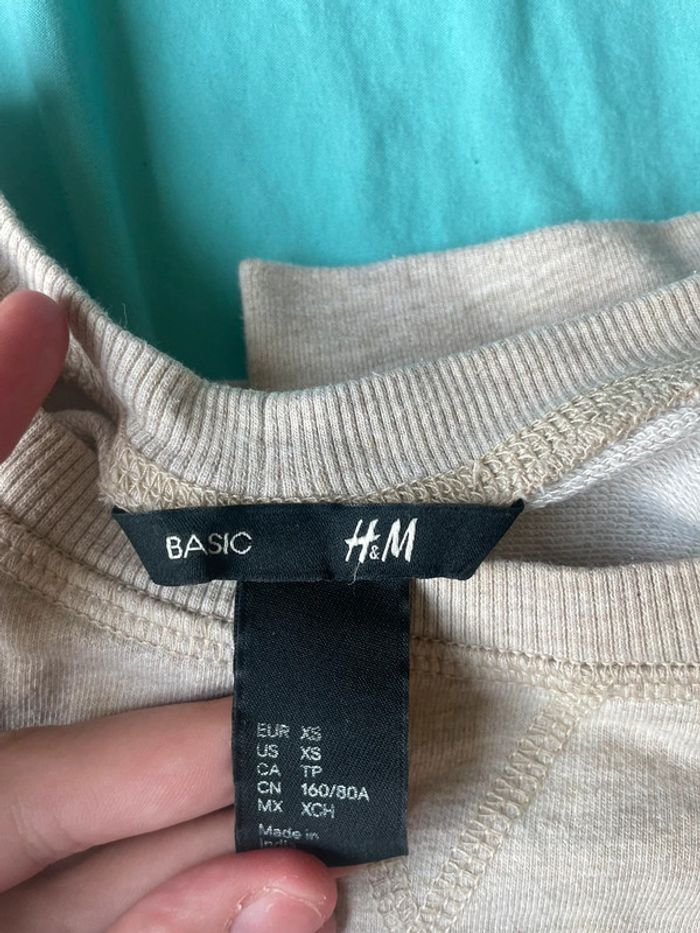 BASIC H&M
EUR XS
US XS
CA TP
CN 160/80A
MX XCH
Made in